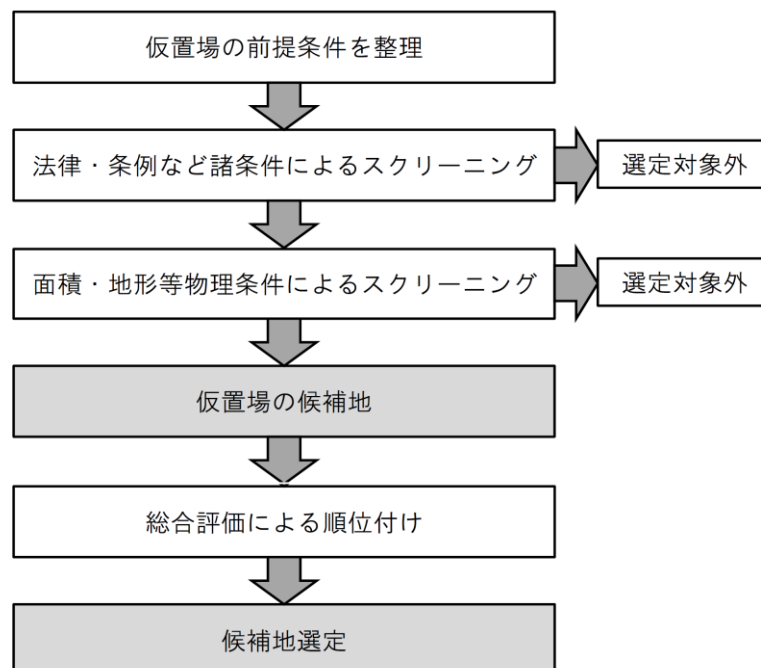 仮置場の前提条件を整理
法律・条例など諸条件によるスクリーニング
選定対象外
面積・地形等物理条件によるスクリーニング
選定対象外
仮置場の候補地
総合評価による順位付け
候補地選定